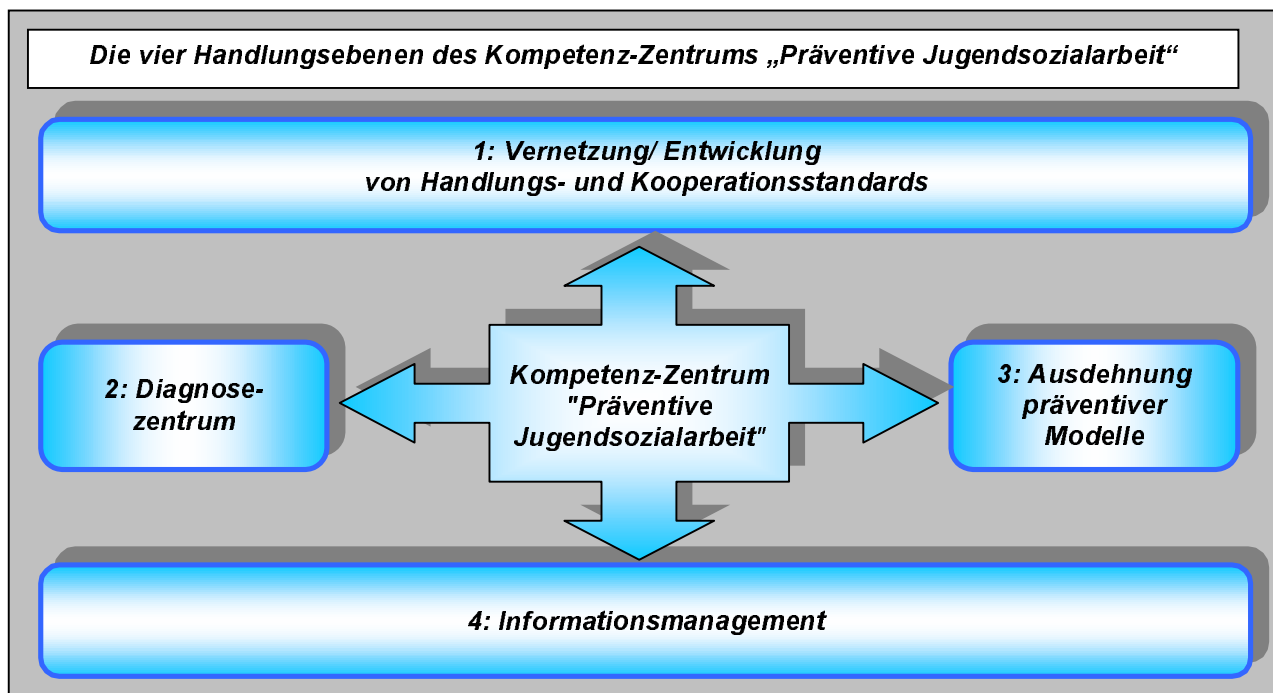 Die vier Handlungsebenen des Kompetenz-Zentrums „Präventive Jugendsozialarbeit“
1: Vernetzung/ Entwicklung
von Handlungs- und Kooperationsstandards
2: Diagnose-
zentrum
Kompetenz-Zentrum
"Präventive
Jugendsozialarbeit"
3: Ausdehnung
präventiver
Modelle
4: Informationsmanagement